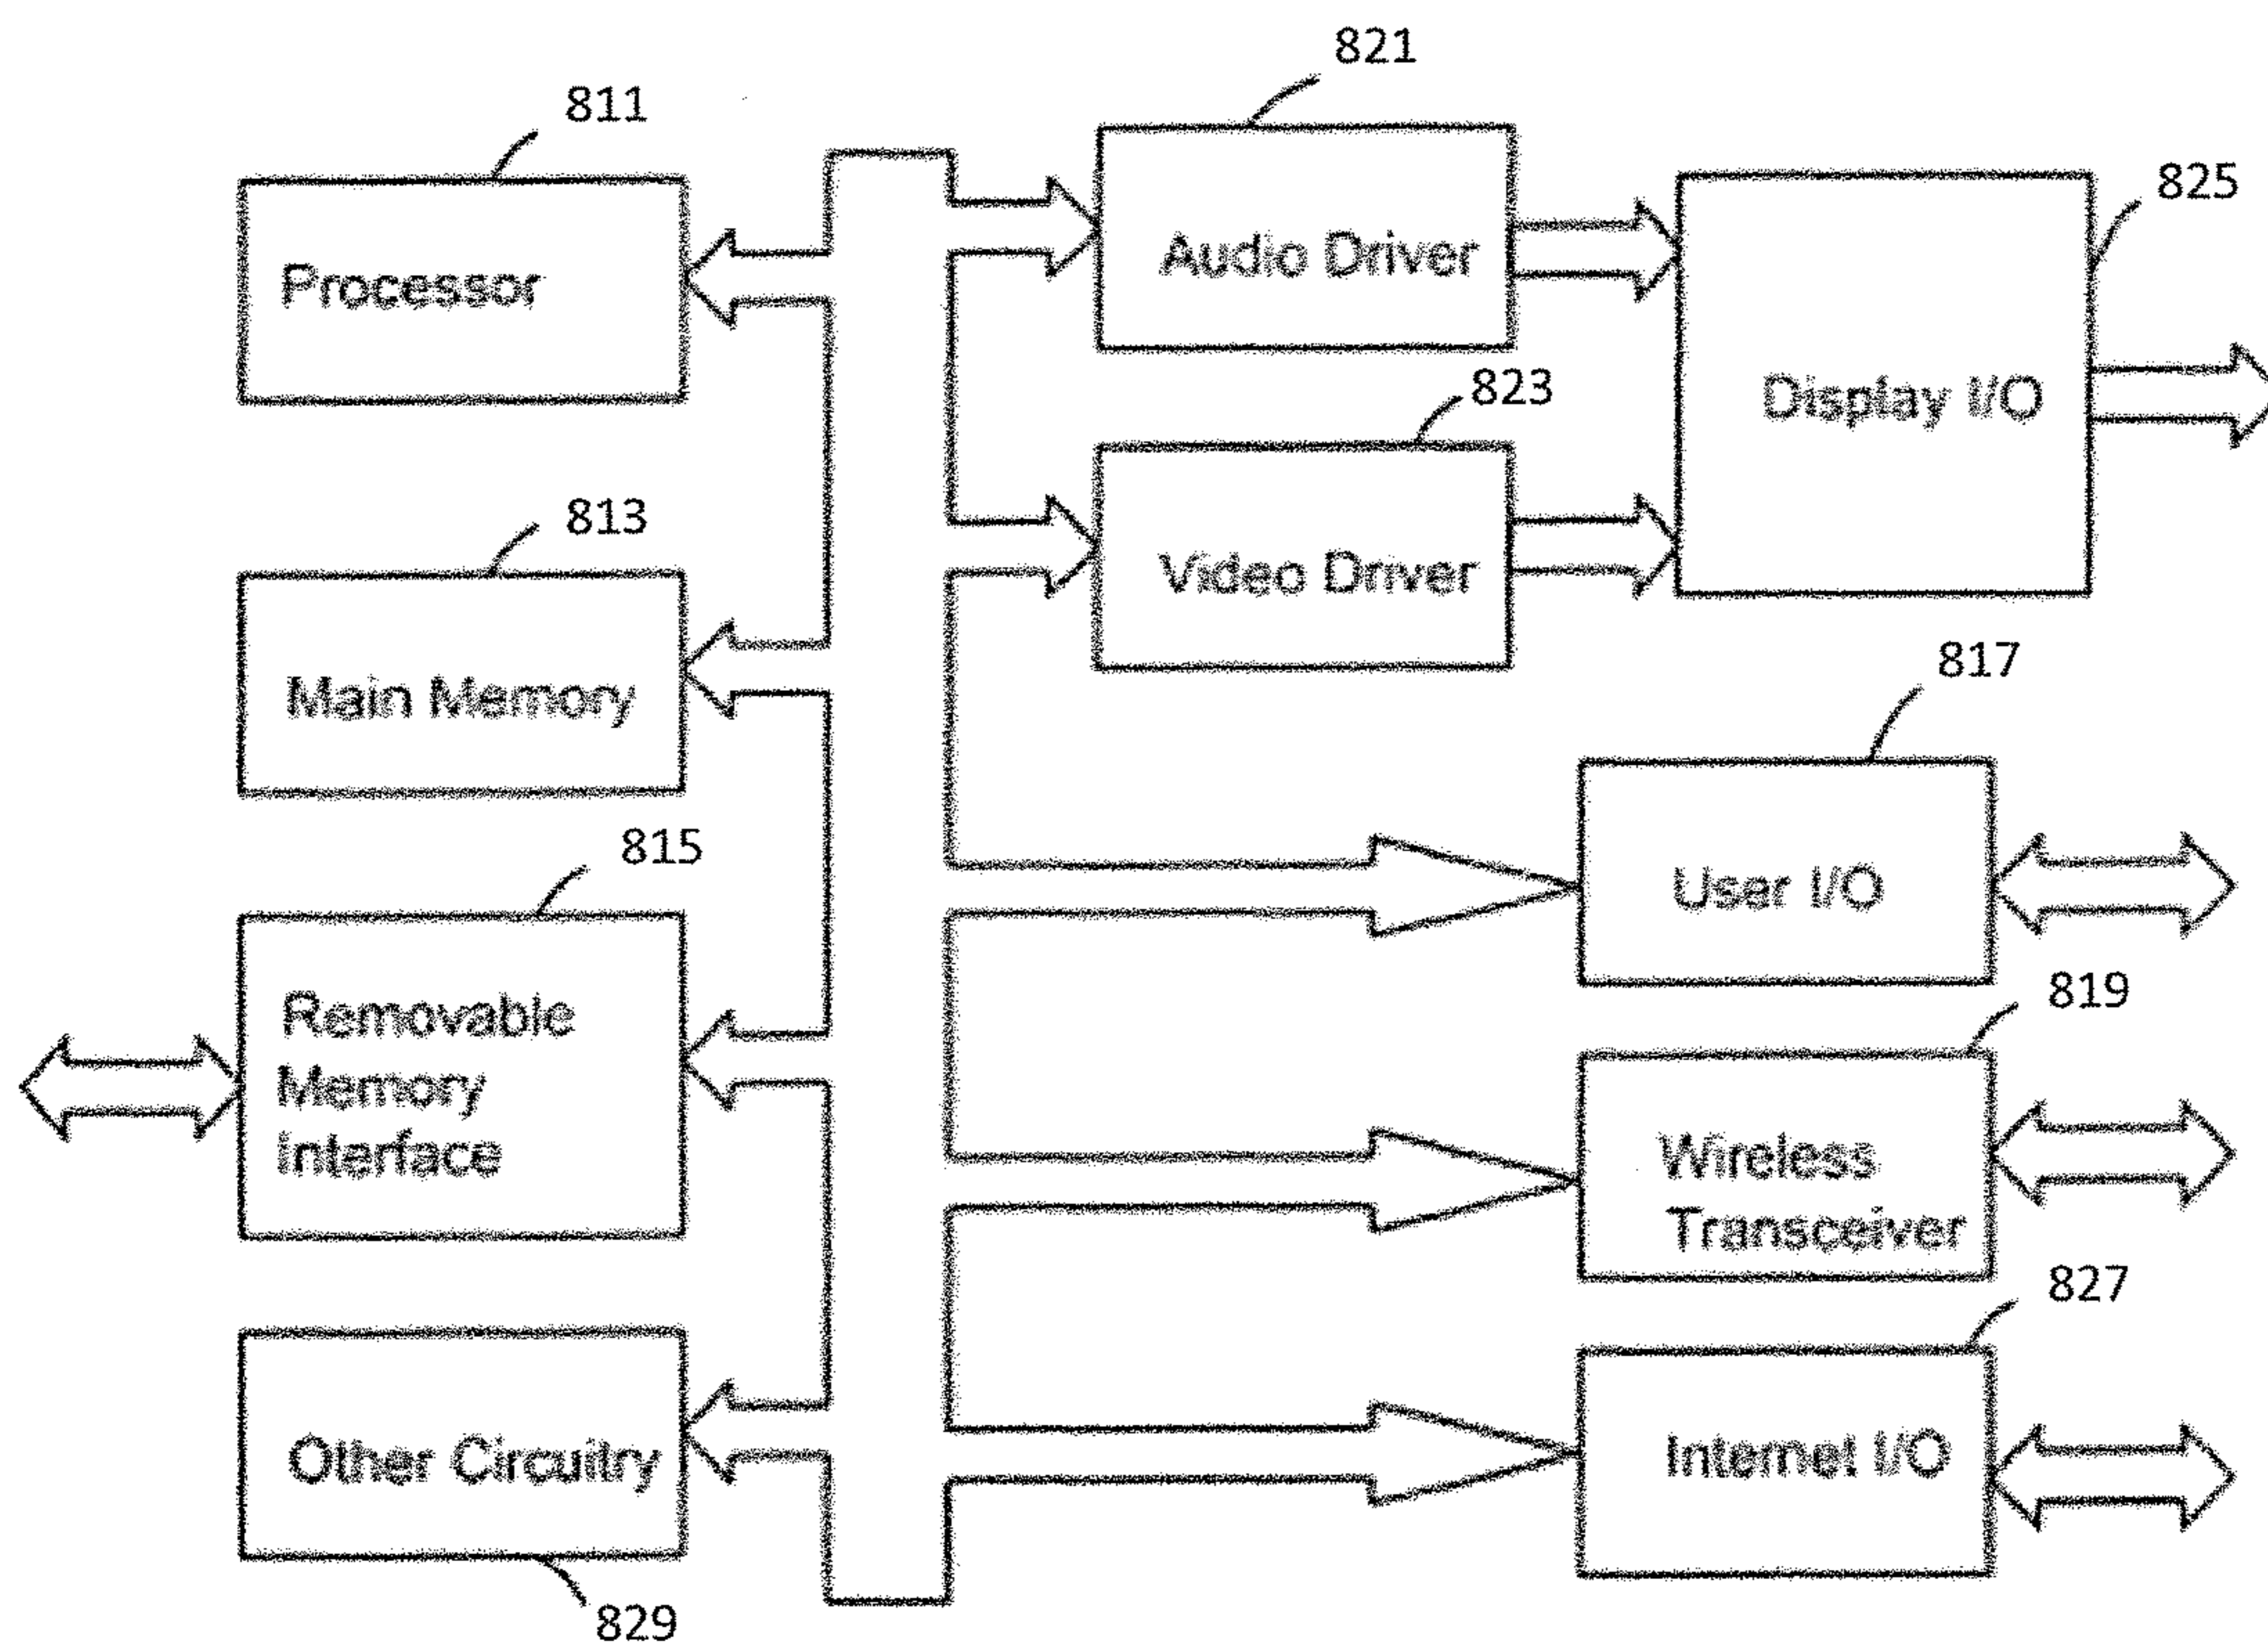 821
811
825
Audio Driver
Processor
823
Display I/O
813
Video Driver
817
Main Memory
815
User I/O
819
Removable
Memory
Interface
Wireless
Transceiver
827
Other Circuitry
Internet I/O
829